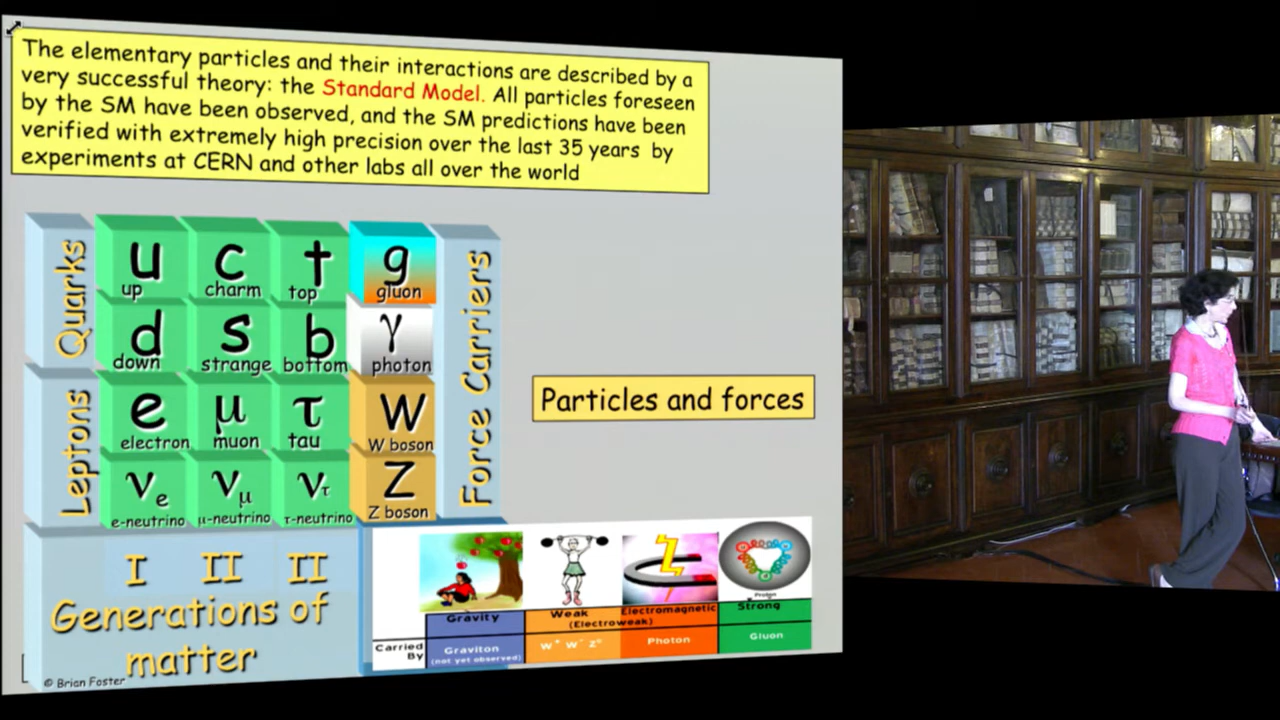 The elementary particles and their interactions are described by a
very successful theory: the Standard Model. All particles foreseen
by the SM have been observed, and the SM predictions have been
verified with extremely high precision over the last 35 years by
experiments at CERN and other labs all over the world
Quarks
u c t g
up charm top gluon
d s b γ
down strange bottom photon
Leptons
e μ τ W
electron muon tau W boson
νe νμ ντ Z
e-neutrino μ-neutrino τ-neutrino Z boson
Force Carriers
Particles and forces
I II II
Generations of
matter
© Brian Foster
Proton
Gravity Weak Electromagnetic Strong
(Electroweak)
Carried By Graviton W⁺ W⁻ Z⁰ Photon Gluon
(not yet observed)